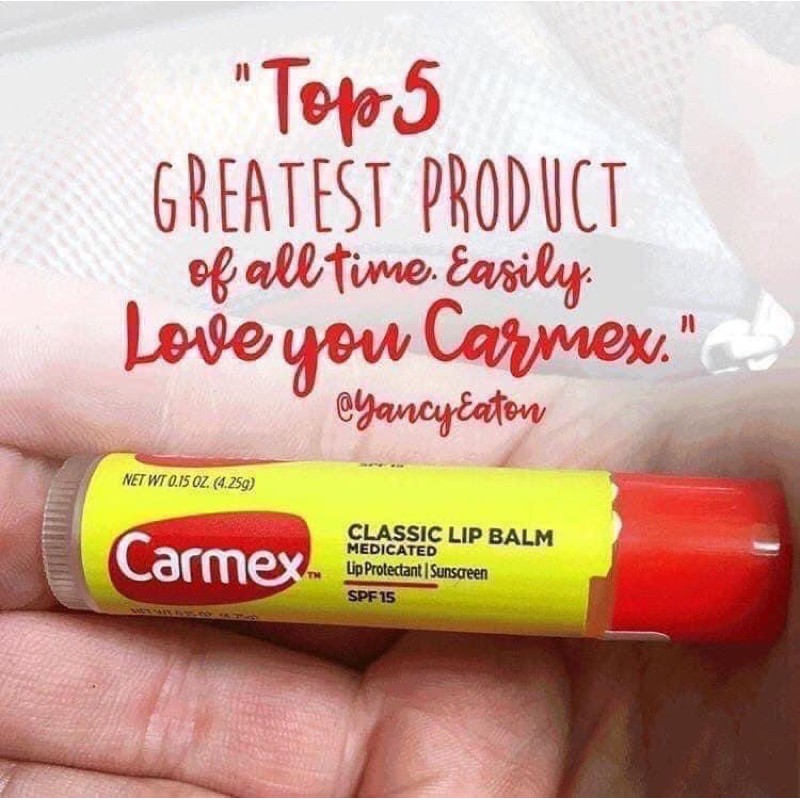 "Top 5
GREATEST PRODUCT
of all time. Easily.
Love you Carmex."
@YancyEaton
NET WT 0.15 OZ. (4.25g)
Carmex™
CLASSIC LIP BALM
MEDICATED
Lip Protectant | Sunscreen
SPF 15